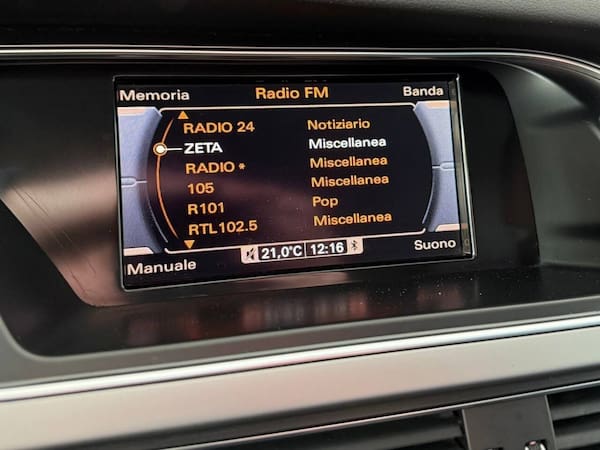 Memoria Radio FM Banda
RADIO 24 Notiziario
ZETA Miscellanea
RADIO * Miscellanea
105 Miscellanea
R101 Pop
RTL102.5 Miscellanea
21,0°C 12:16
Manuale Suono